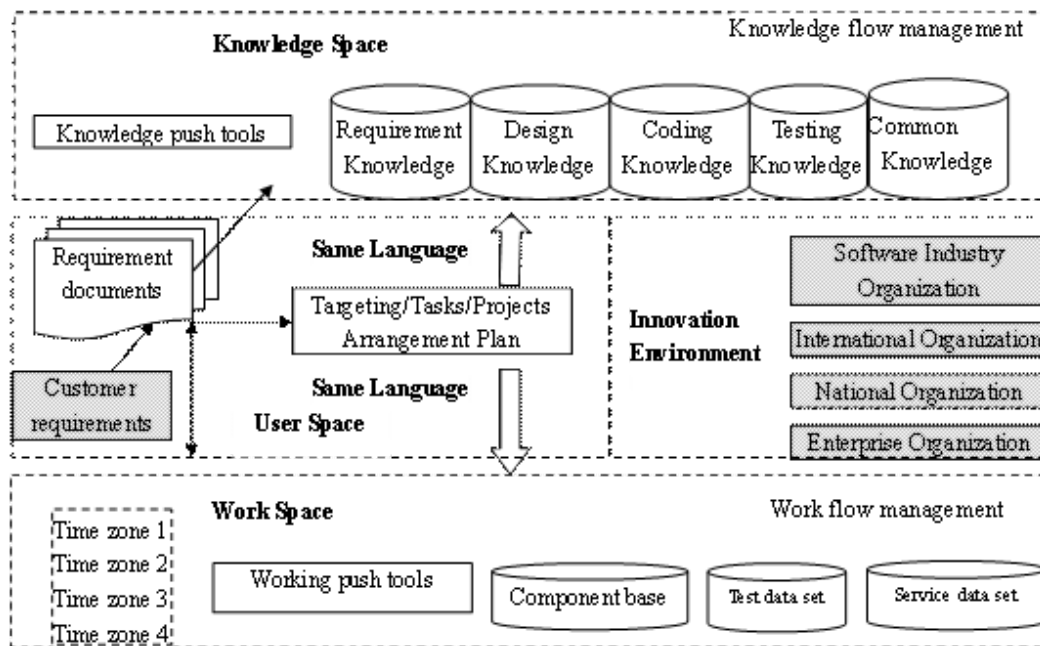 Knowledge Space
Knowledge flow management
Knowledge push tools
Requirement
Knowledge
Design
Knowledge
Coding
Knowledge
Testing
Knowledge
Common
Knowledge
Requirement
documents
Same Language
Targeting/Tasks/Projects
Arrangement Plan
Same Language
Customer
requirements
User Space
Innovation
Environment
Software Industry
Organization
International Organization
National Organization
Enterprise Organization
Work Space
Work flow management
Time zone 1
Time zone 2
Time zone 3
Time zone 4
Working push tools
Component base
Test data set
Service data set